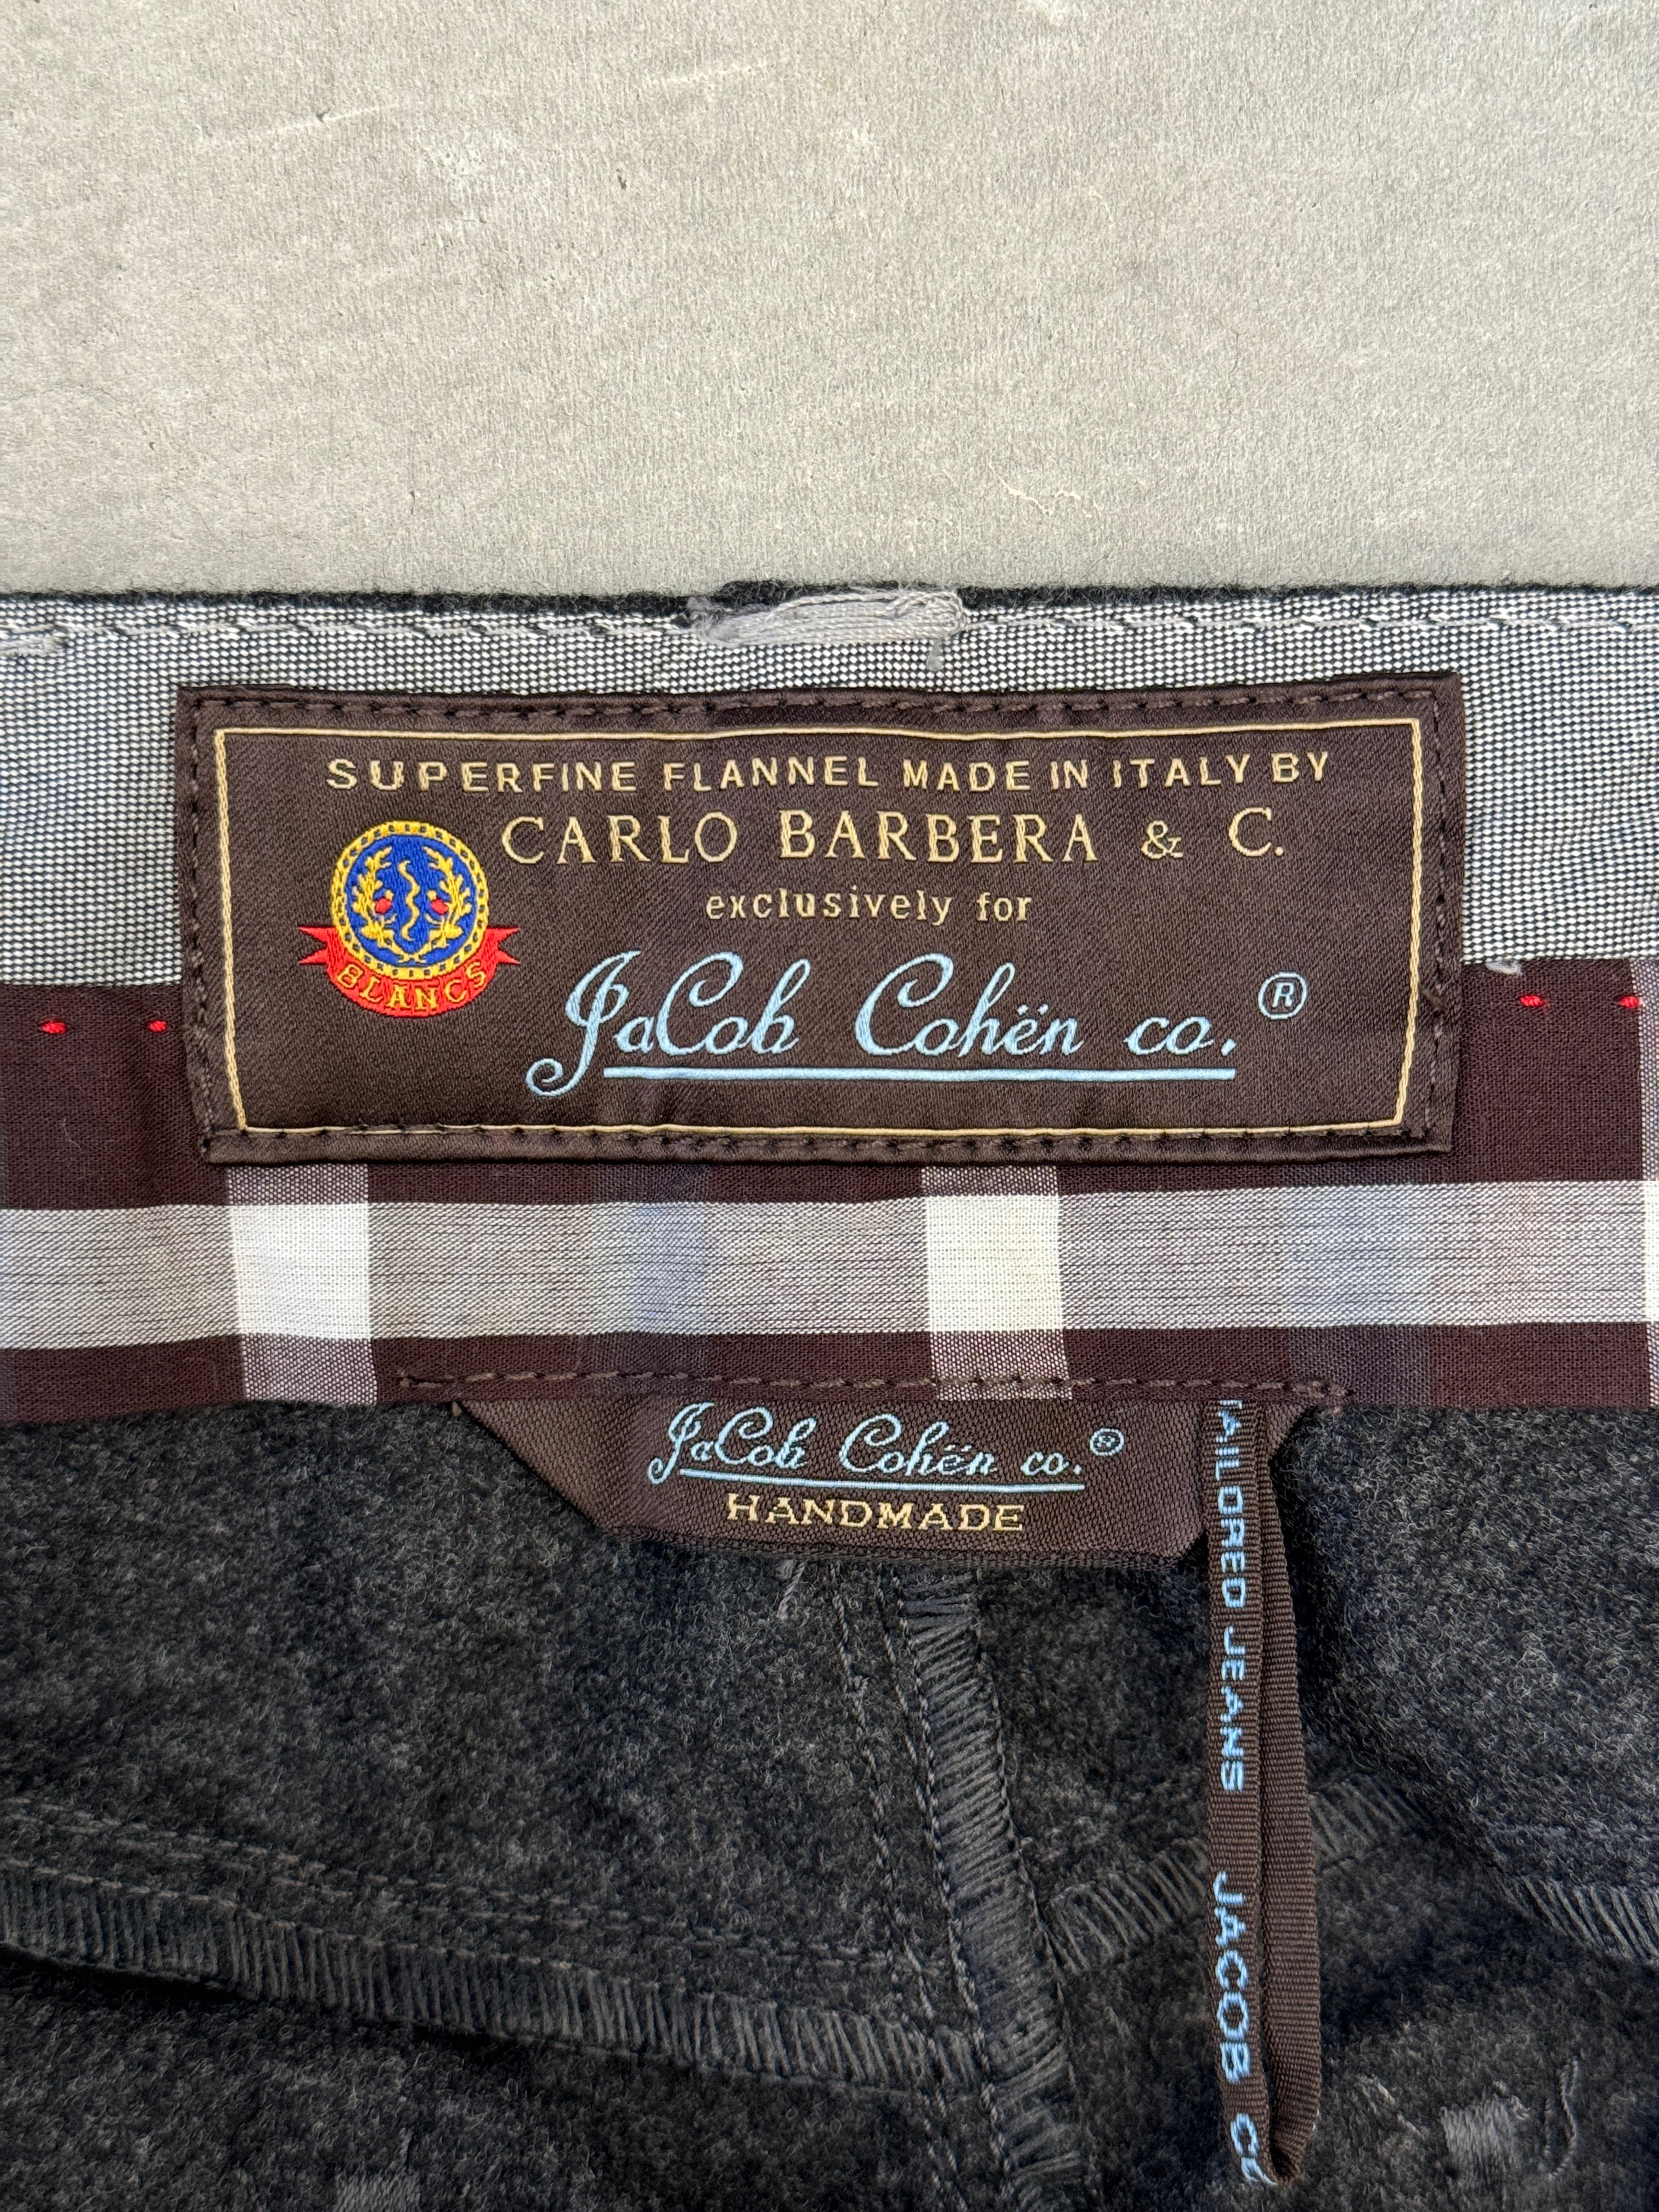 SUPERFINE FLANNEL MADE IN ITALY BY
CARLO BARBERA & C.
exclusively for
BLANCS
JaCob Cohën co. ®
JaCob Cohën co. ®
HANDMADE
TAILORED JEANS JACOB